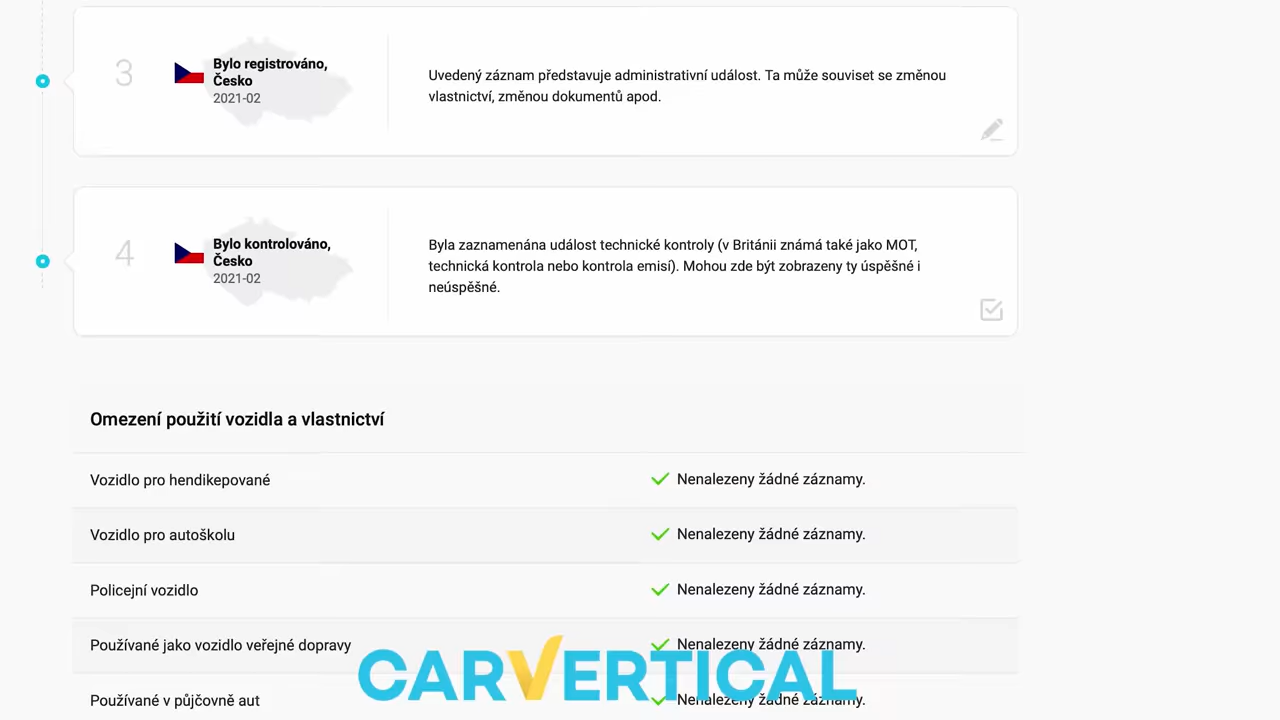 3
Bylo registrováno,
Česko
2021-02
Uvedený záznam představuje administrativní událost. Ta může souviset se změnou
vlastnictví, změnou dokumentů apod.
4
Bylo kontrolováno,
Česko
2021-02
Byla zaznamenána událost technické kontroly (v Británii známá také jako MOT,
technická kontrola nebo kontrola emisí). Mohou zde být zobrazeny ty úspěšné i
neúspěšné.
Omezení použití vozidla a vlastnictví
Vozidlo pro hendikepované Nenalezeny žádné záznamy.
Vozidlo pro autoškolu Nenalezeny žádné záznamy.
Policejní vozidlo Nenalezeny žádné záznamy.
Používané jako vozidlo veřejné dopravy Nenalezeny žádné záznamy.
CARVERTICAL
Používané v půjčovně aut Nenalezeny žádné záznamy.